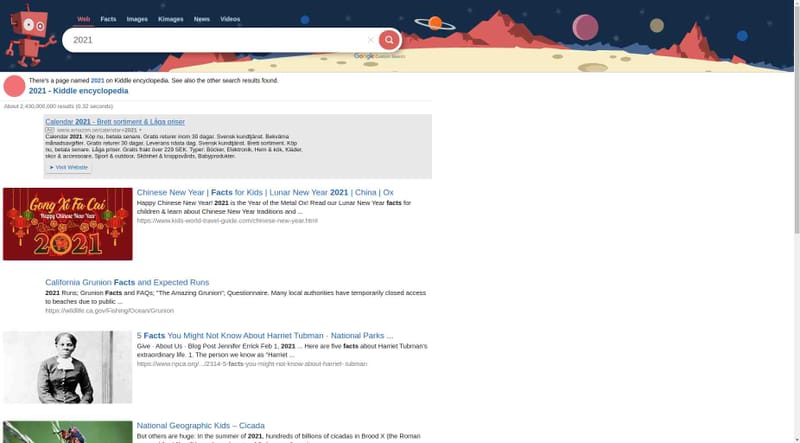 Web Facts Images Kimages News Videos
2021
Google Custom Search
There's a page named 2021 on Kiddle encyclopedia. See also the other search results found.
2021 - Kiddle encyclopedia
About 2,430,000,000 results (0.32 seconds)
Calendar 2021 - Brett sortiment & Låga priser
Ad www.amazon.se/calendar+2021
Calendar 2021. Köp nu, betala senare. Gratis returer inom 30 dagar. Svensk kundtjänst. Bekväma
månadsavgifter. Gratis returer 30 dagar. Leverans nästa dag. Svensk kundtjänst. Brett sortiment. Köp
nu, betala senare. Låga priser. Gratis frakt över 229 SEK. Typer: Böcker, Elektronik, Hem & kök, Kläder,
skor & accessoare, Sport & outdoor, Skönhet & kroppsvårds, Babyprodukter.
Visit Website
Gong Xi Fa Cai
Happy Chinese New Year
2021
Chinese New Year | Facts for Kids | Lunar New Year 2021 | China | Ox
Happy Chinese New Year! 2021 is the Year of the Metal Ox! Read our Lunar New Year facts for
children & learn about Chinese New Year traditions and ...
https://www.kids-world-travel-guide.com/chinese-new-year.html
California Grunion Facts and Expected Runs
2021 Runs; Grunion Facts and FAQs; "The Amazing Grunion"; Questionnaire. Many local authorities have temporarily closed access
to beaches due to public ...
https://wildlife.ca.gov/Fishing/Ocean/Grunion
5 Facts You Might Not Know About Harriet Tubman · National Parks ...
Give · About Us · Blog Post Jennifer Errick Feb 1, 2021 ... Here are five facts about Harriet Tubman's
extraordinary life. 1. The person we know as "Harriet ...
https://www.npca.org/.../2314-5-facts-you-might-not-know-about-harriet- tubman
National Geographic Kids – Cicada
But others are huge. In the summer of 2021, hundreds of billions of cicadas in Brood X (the Roman